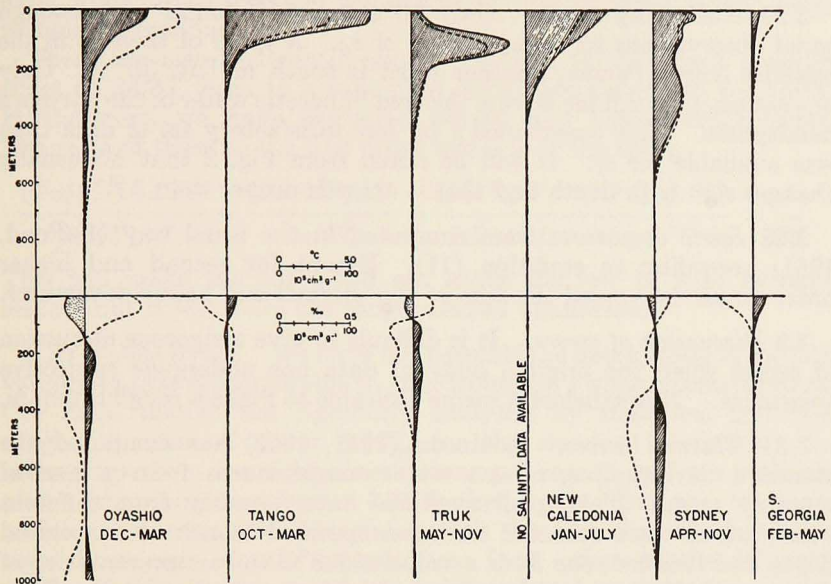 0
200
400
600
800
METERS
°C
0 5.0
0 100
10⁵ cm³ g⁻¹
0
200
400
600
800
1000
METERS
‰
0 0.5
0 100
10⁵ cm³ g⁻¹
NO SALINITY DATA AVAILABLE
OYASHIO
DEC-MAR
TANGO
OCT-MAR
TRUK
MAY-NOV
NEW
CALEDONIA
JAN-JULY
SYDNEY
APR-NOV
S.
GEORGIA
FEB-MAY